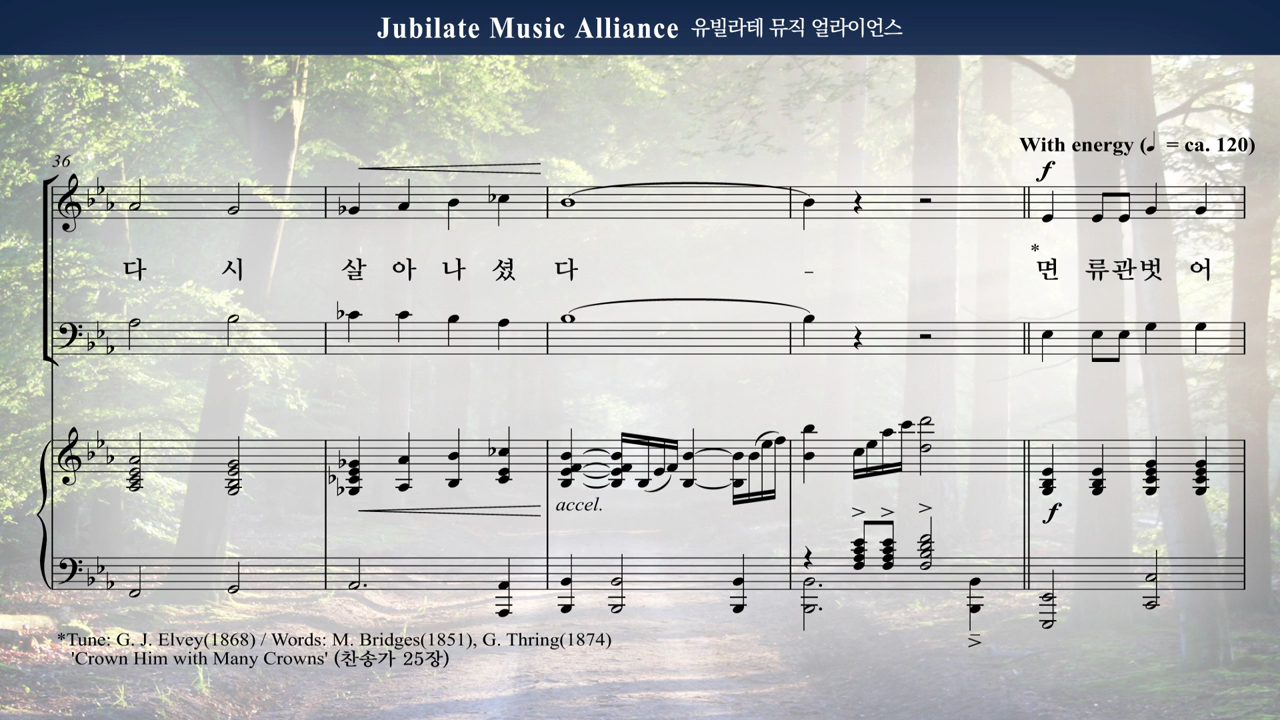 Jubilate Music Alliance 유빌라테 뮤직 얼라이언스
With energy (♩ = ca. 120)
36
f
다 시 살 아 나 셨 다 -
* 면 류 관 벗 어
accel.
f
*Tune: G. J. Elvey(1868) / Words: M. Bridges(1851), G. Thring(1874)
'Crown Him with Many Crowns' (찬송가 25장)